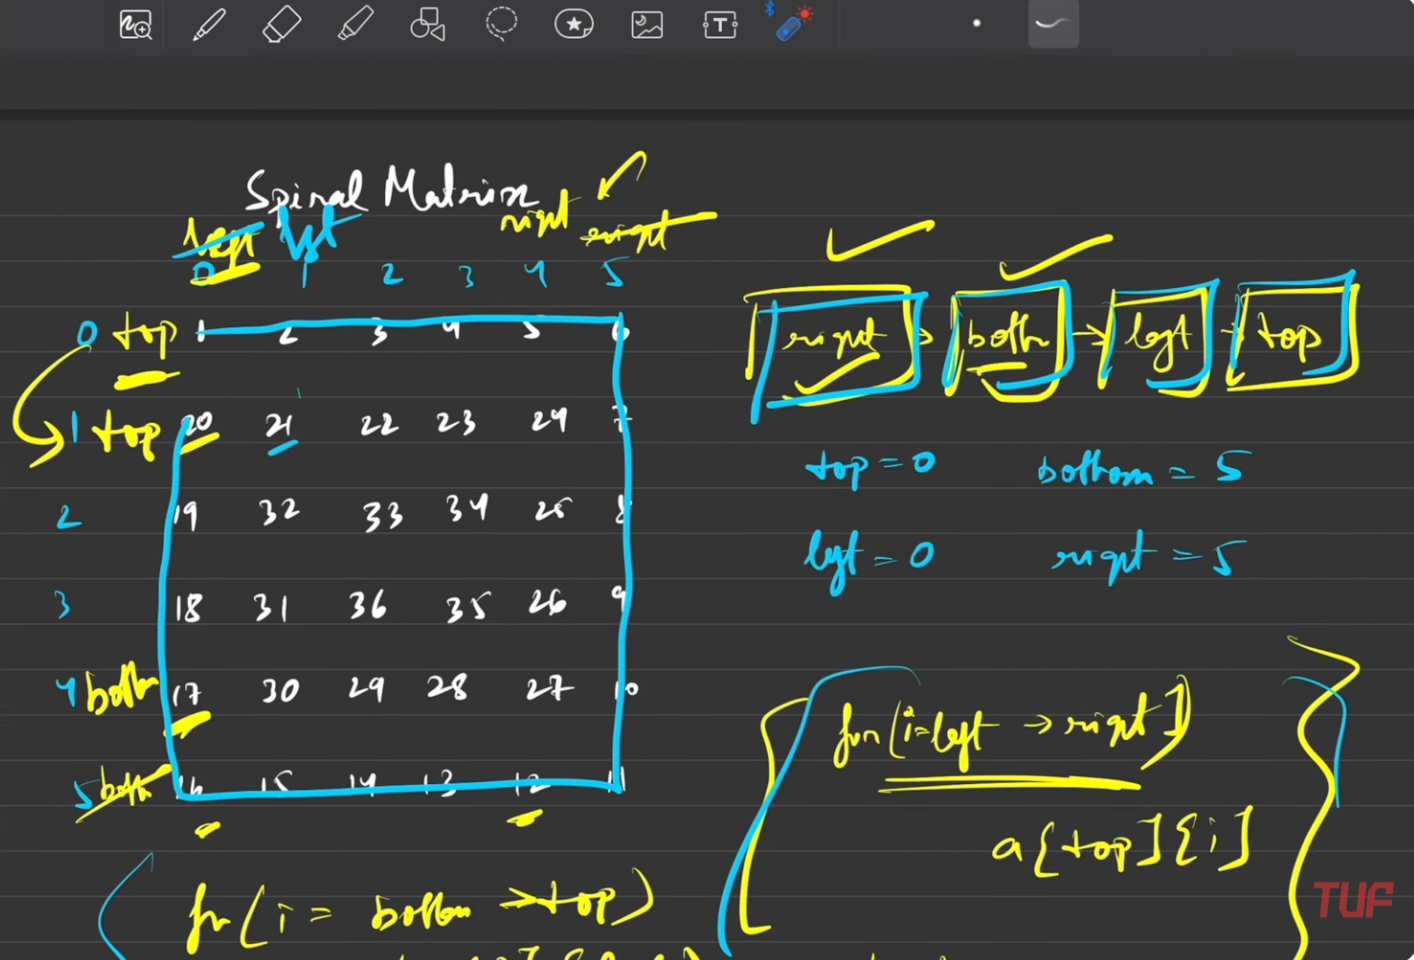 Spiral Matrix
left left right right
0 1 2 3 4 5
0 top 1 2 3 4 5 6
1 top 20 21 22 23 24 7
2 19 32 33 34 25 8
3 18 31 36 35 26 9
4 bottom 17 30 29 28 27 10
5 bottom 16 15 14 13 12 11
right → bottom → left → top
top = 0 bottom = 5
left = 0 right = 5
for(i=left → right)
a[top][i]
for(i = bottom → top)
TUF